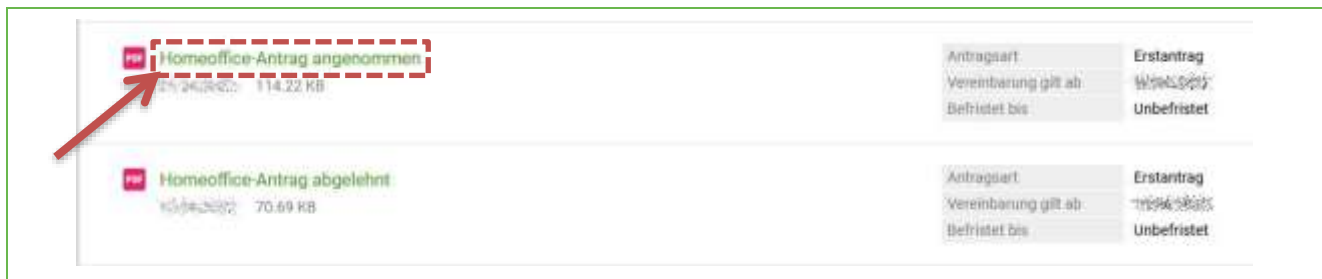 PDF Homeoffice-Antrag angenommen Antragsart Erstantrag
114.22 KB Vereinbarung gilt ab
Befristet bis Unbefristet
PDF Homeoffice-Antrag abgelehnt Antragsart Erstantrag
70.69 KB Vereinbarung gilt ab
Befristet bis Unbefristet